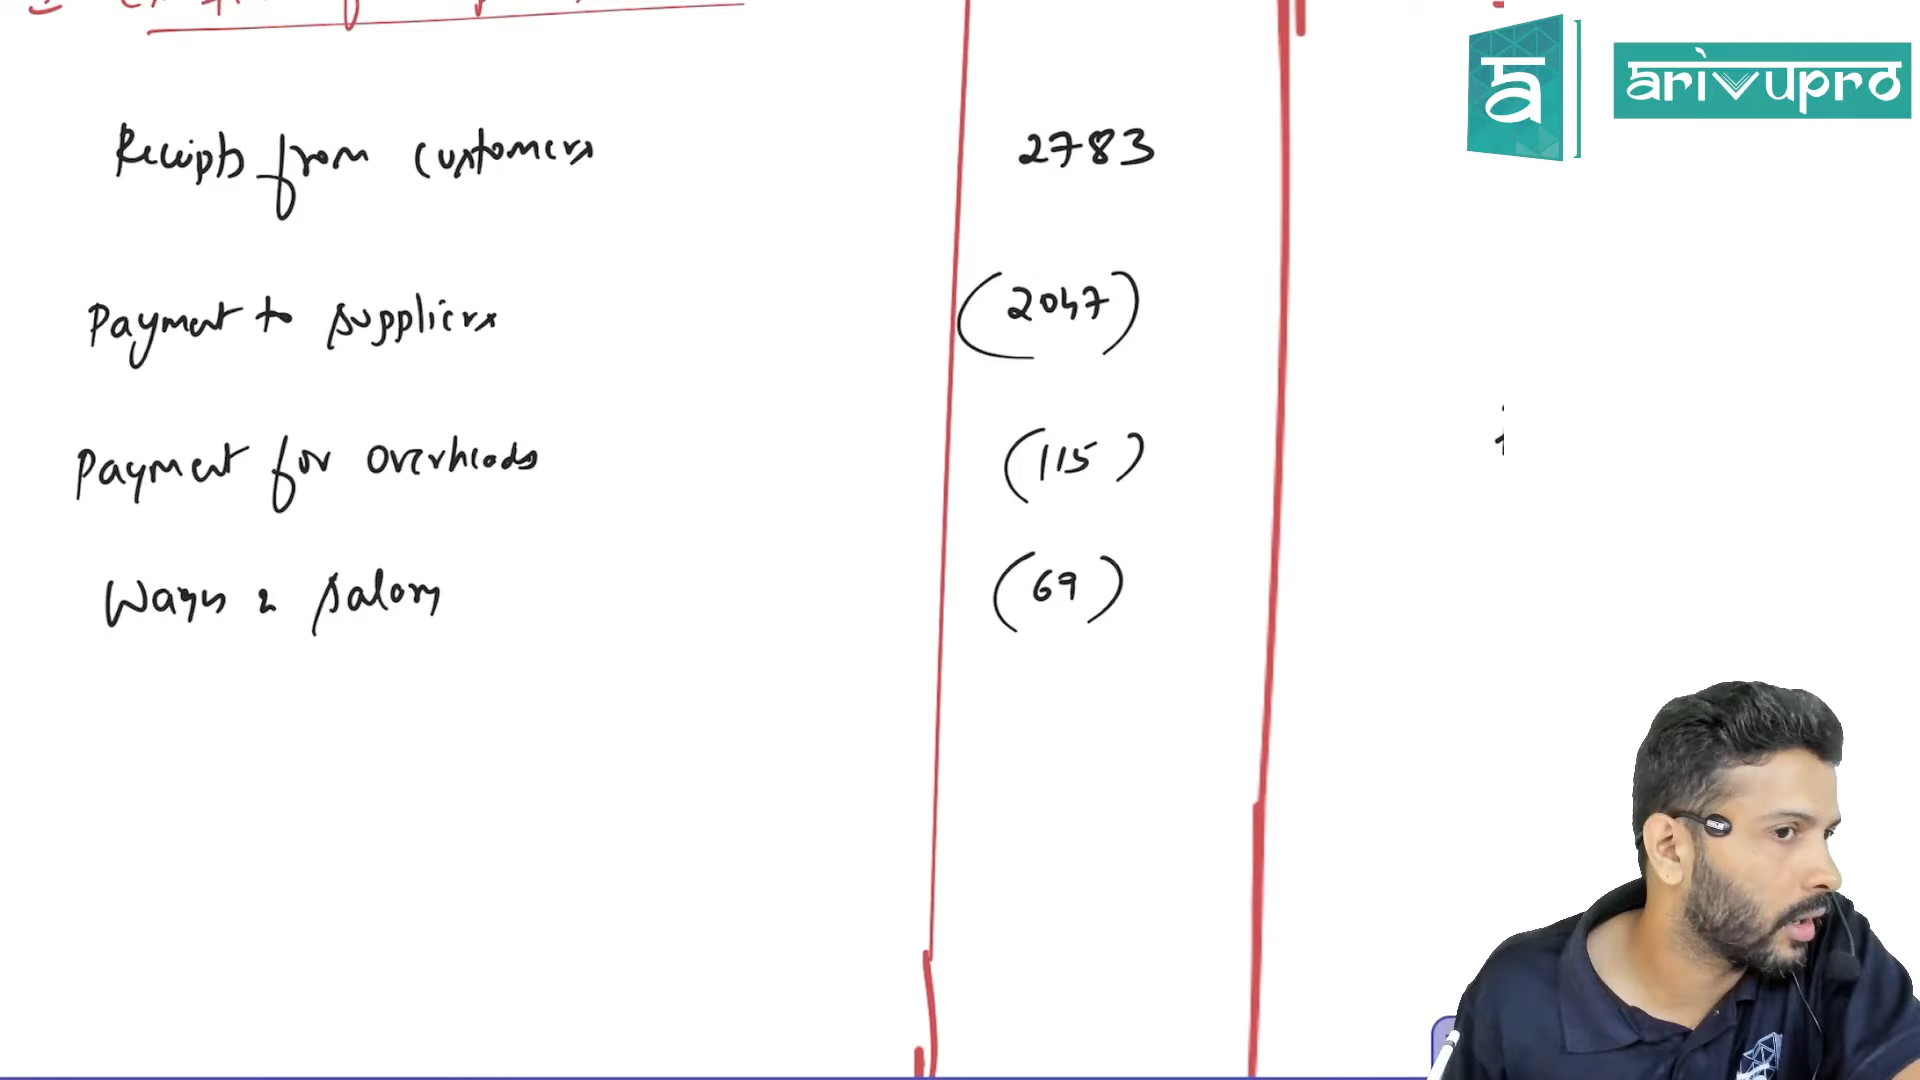 Receipts from customers 2783
Payment to suppliers (2047)
Payment for overheads (115)
Wages & salary (69)
arivupro